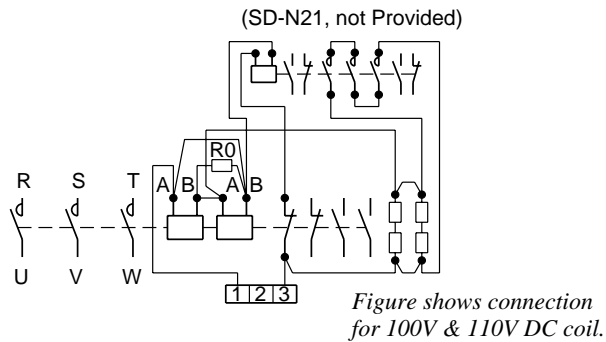 (SD-N21, not Provided)
R0
R S T A B A B
U V W
1 2 3
Figure shows connection
for 100V & 110V DC coil.